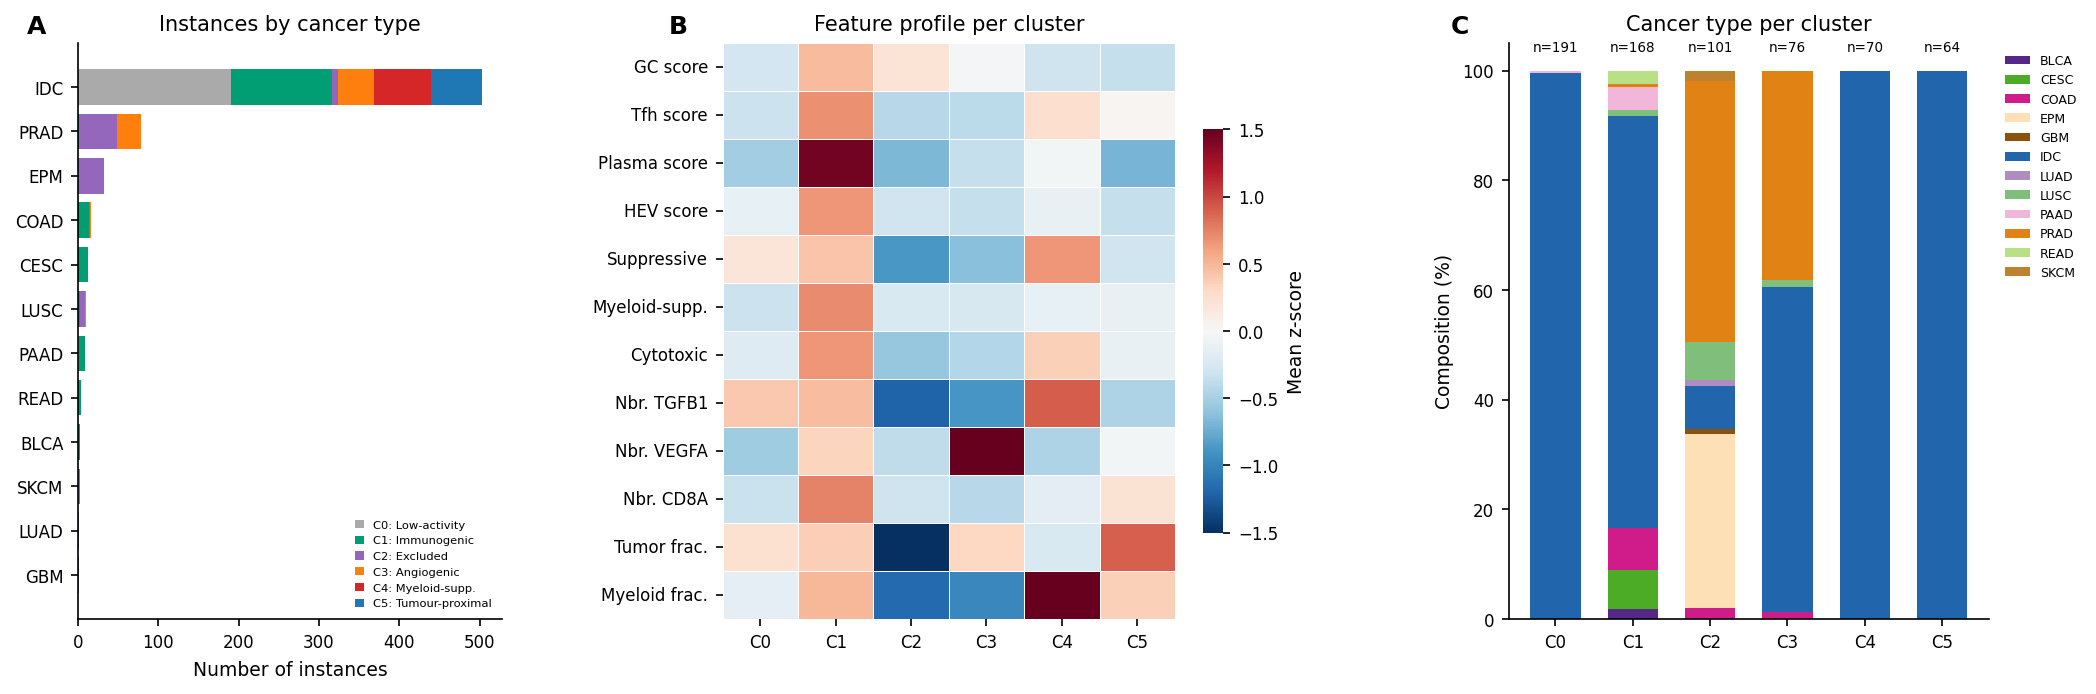 A
Instances by cancer type
IDC
PRAD
EPM
COAD
CESC
LUSC
PAAD
READ
BLCA
SKCM
LUAD
GBM
C0: Low-activity
C1: Immunogenic
C2: Excluded
C3: Angiogenic
C4: Myeloid-supp.
C5: Tumour-proximal
0 100 200 300 400 500
Number of instances
B
Feature profile per cluster
GC score
Tfh score
Plasma score
HEV score
Suppressive
Myeloid-supp.
Cytotoxic
Nbr. TGFB1
Nbr. VEGFA
Nbr. CD8A
Tumor frac.
Myeloid frac.
C0 C1 C2 C3 C4 C5
1.5
1.0
0.5
0.0
−0.5
−1.0
−1.5
Mean z-score
C
Cancer type per cluster
n=191 n=168 n=101 n=76 n=70 n=64
100
80
60
40
20
0
Composition (%)
C0 C1 C2 C3 C4 C5
BLCA
CESC
COAD
EPM
GBM
IDC
LUAD
LUSC
PAAD
PRAD
READ
SKCM